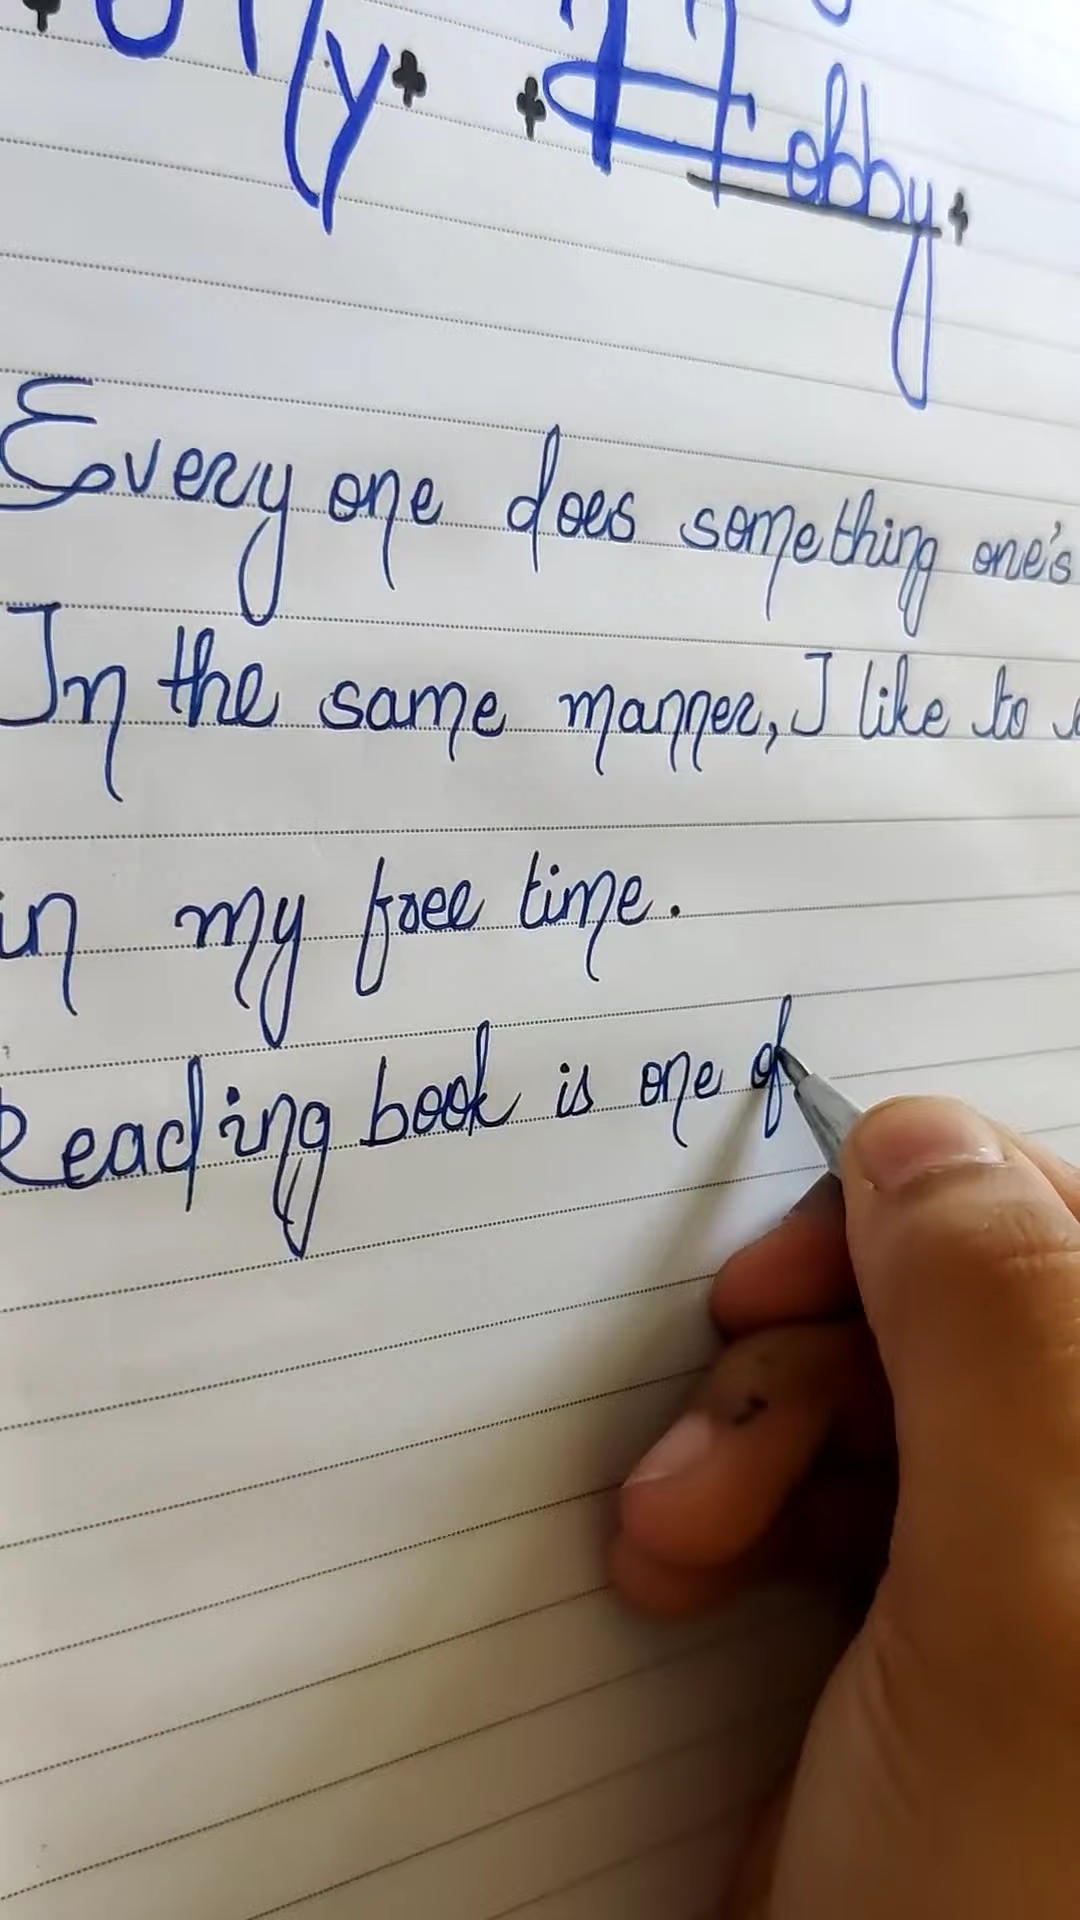 My Hobby
Every one does something one's
In the same manner, I like to
in my free time.
Reading book is one of